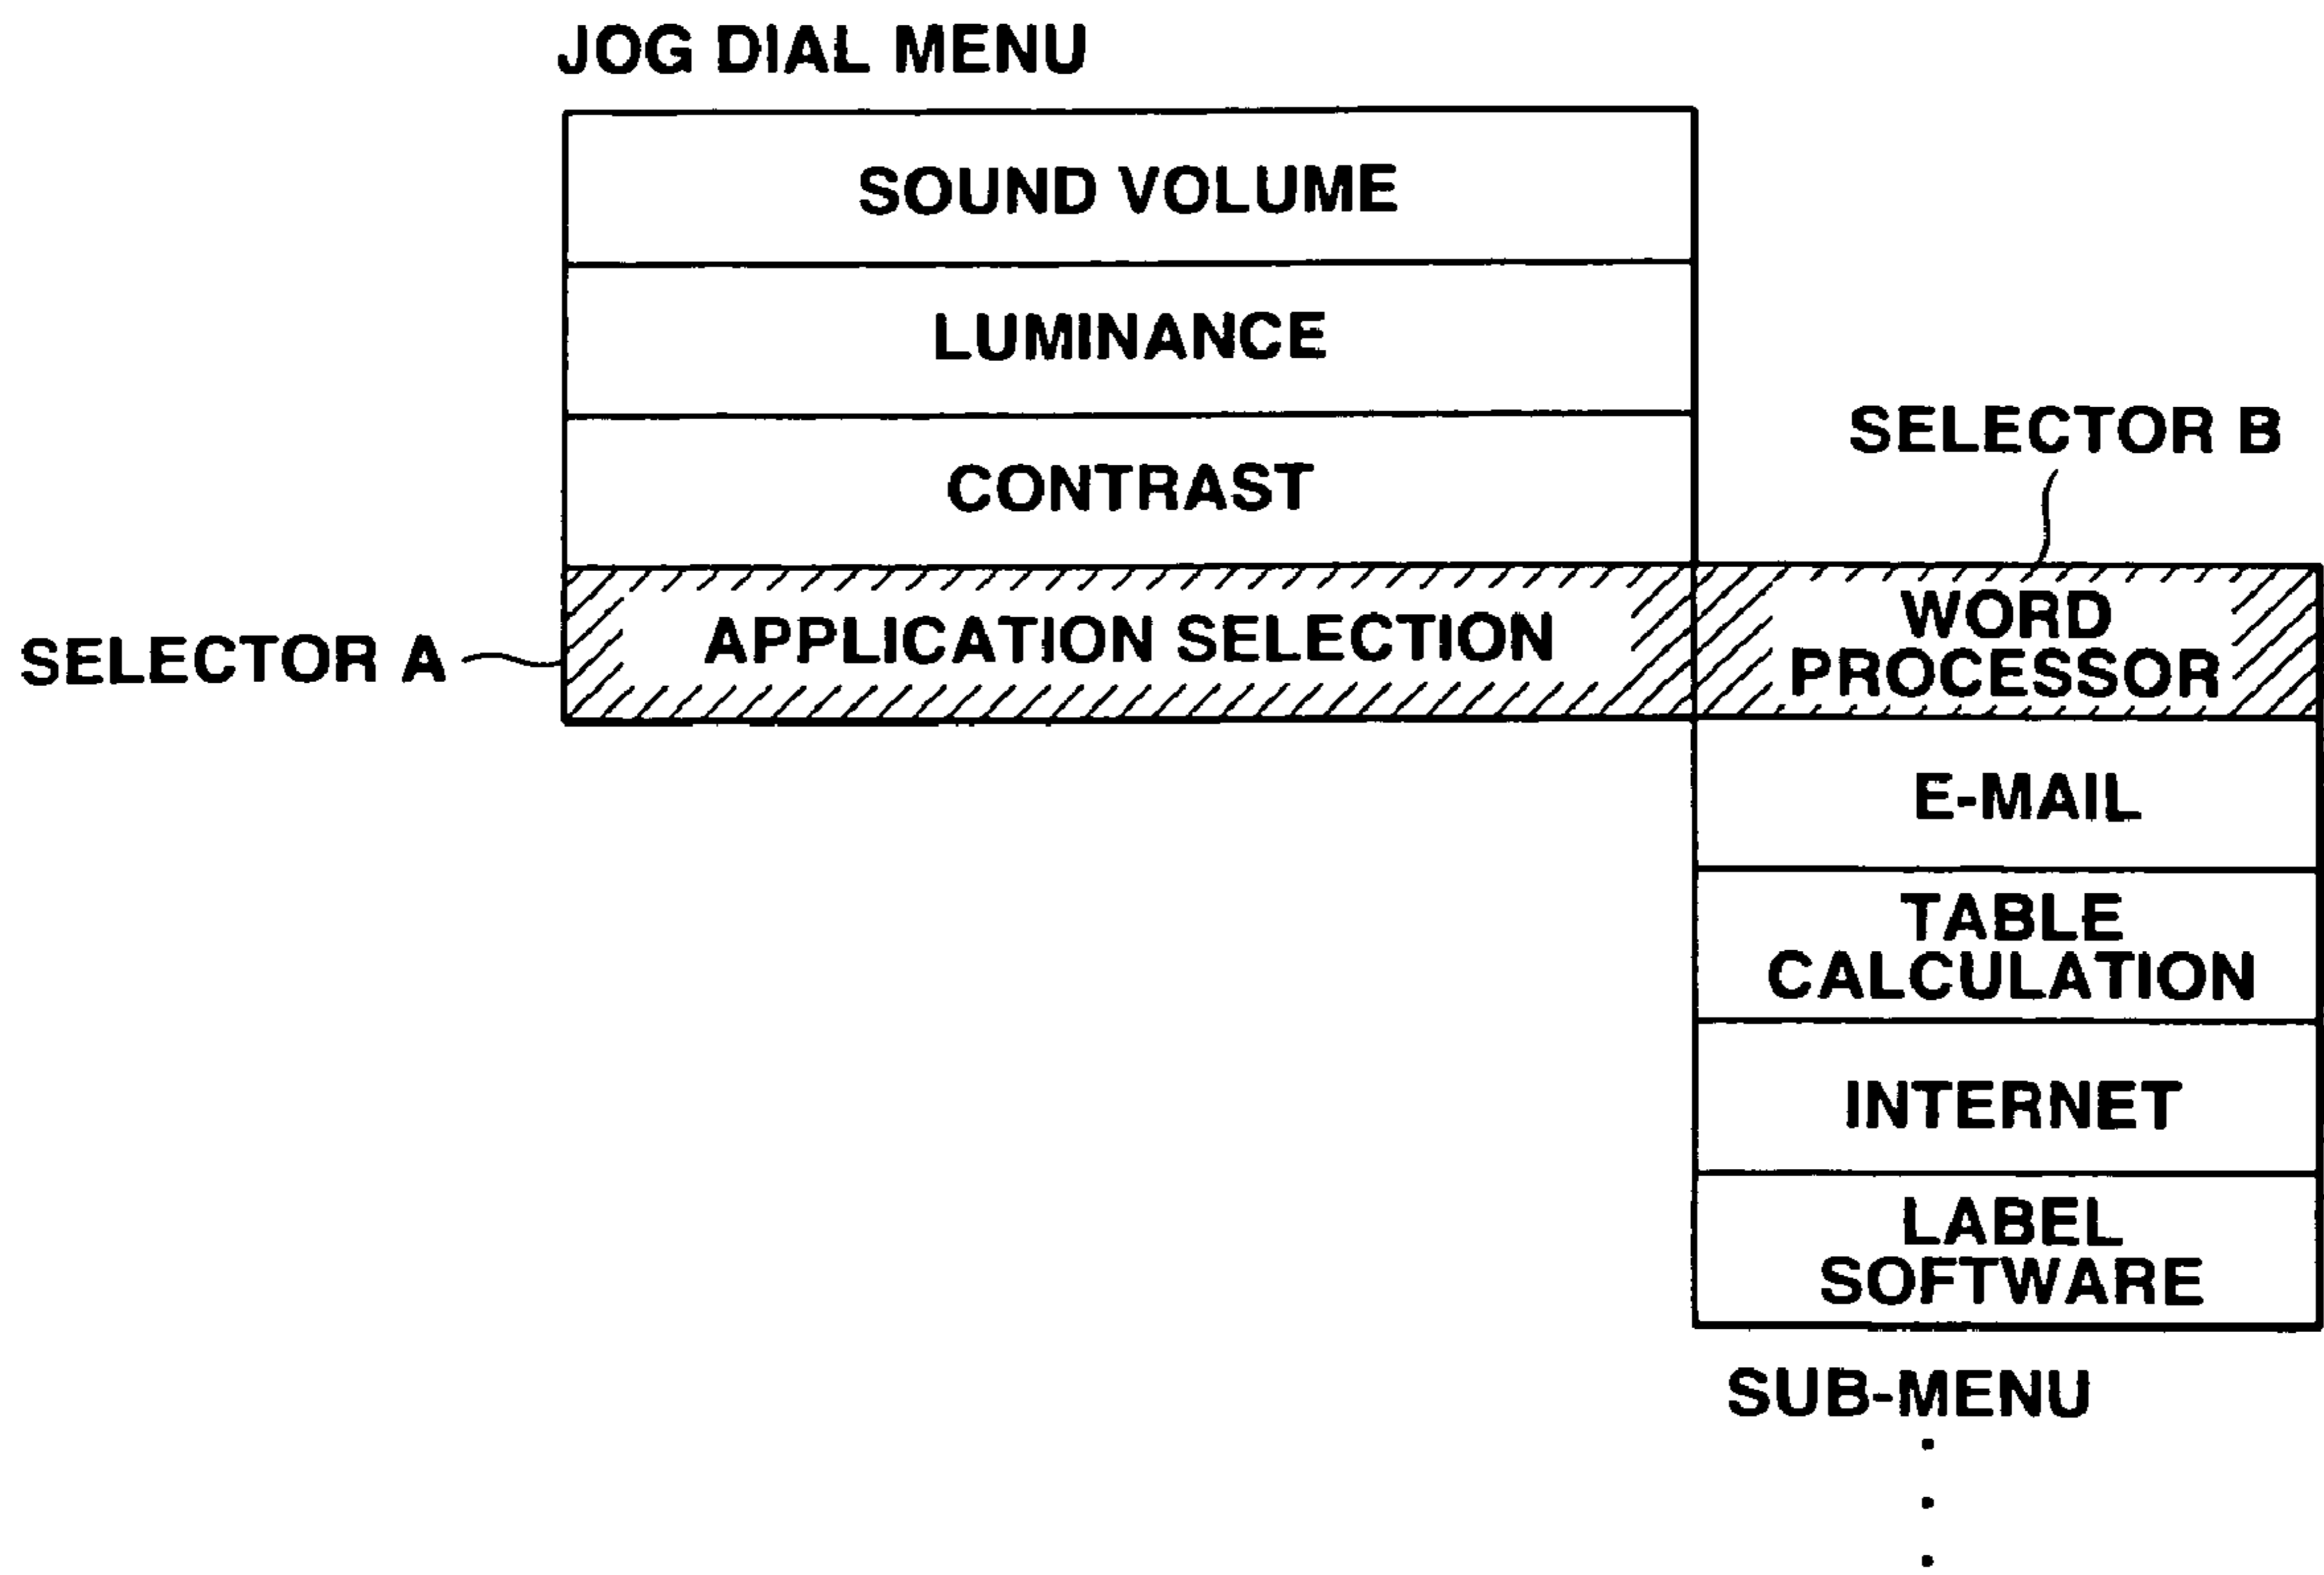 JOG DIAL MENU
SOUND VOLUME
LUMINANCE
CONTRAST
SELECTOR B
SELECTOR A
APPLICATION SELECTION
WORD
PROCESSOR
E-MAIL
TABLE
CALCULATION
INTERNET
LABEL
SOFTWARE
SUB-MENU